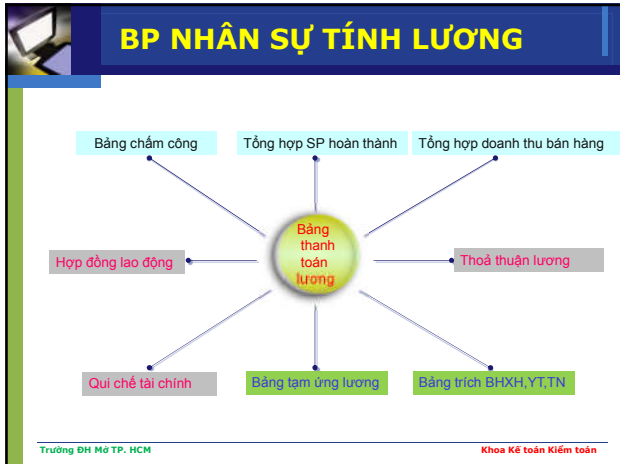 BP NHÂN SỰ TÍNH LƯƠNG
Bảng chấm công
Tổng hợp SP hoàn thành
Tổng hợp doanh thu bán hàng
Bảng
thanh
toán
lương
Hợp đồng lao động
Thoả thuận lương
Qui chế tài chính
Bảng tạm ứng lương
Bảng trích BHXH,YT,TN
Trường ĐH Mở TP. HCM
Khoa Kế toán Kiểm toán